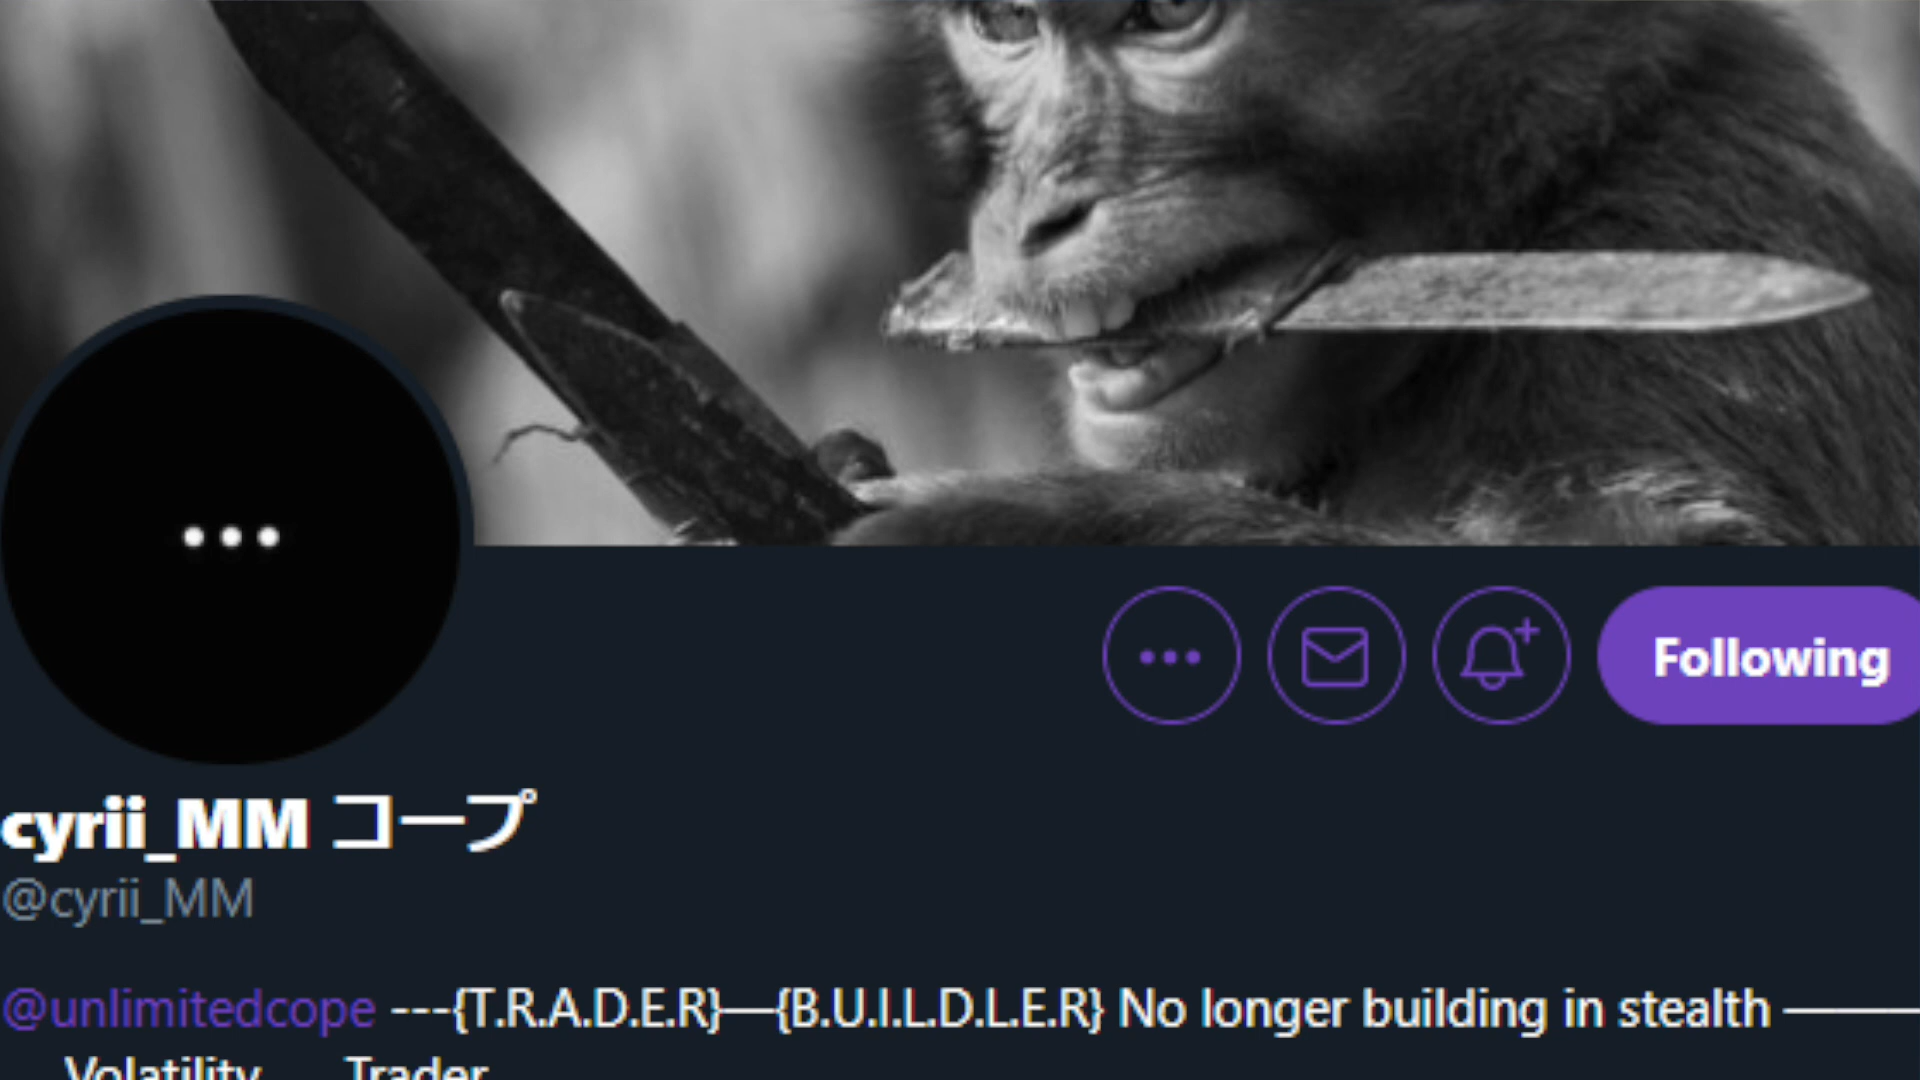 Following
cyrii_MM コープ
@cyrii_MM
@unlimitedcope ---{T.R.A.D.E.R}—{B.U.I.L.D.L.E.R} No longer building in stealth ———
Volatility Trader